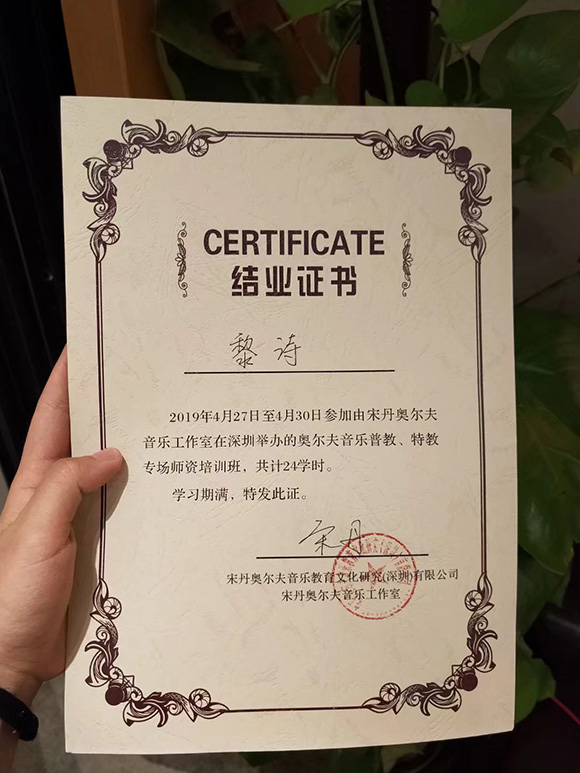 CERTIFICATE
结业证书
黎诗
2019年4月27日至4月30日参加由宋丹奥尔夫
音乐工作室在深圳举办的奥尔夫音乐普教、特教
专场师资培训班，共计24学时。
学习期满，特发此证。
宋丹
宋丹奥尔夫音乐教育文化研究(深圳)有限公司
宋丹奥尔夫音乐工作室